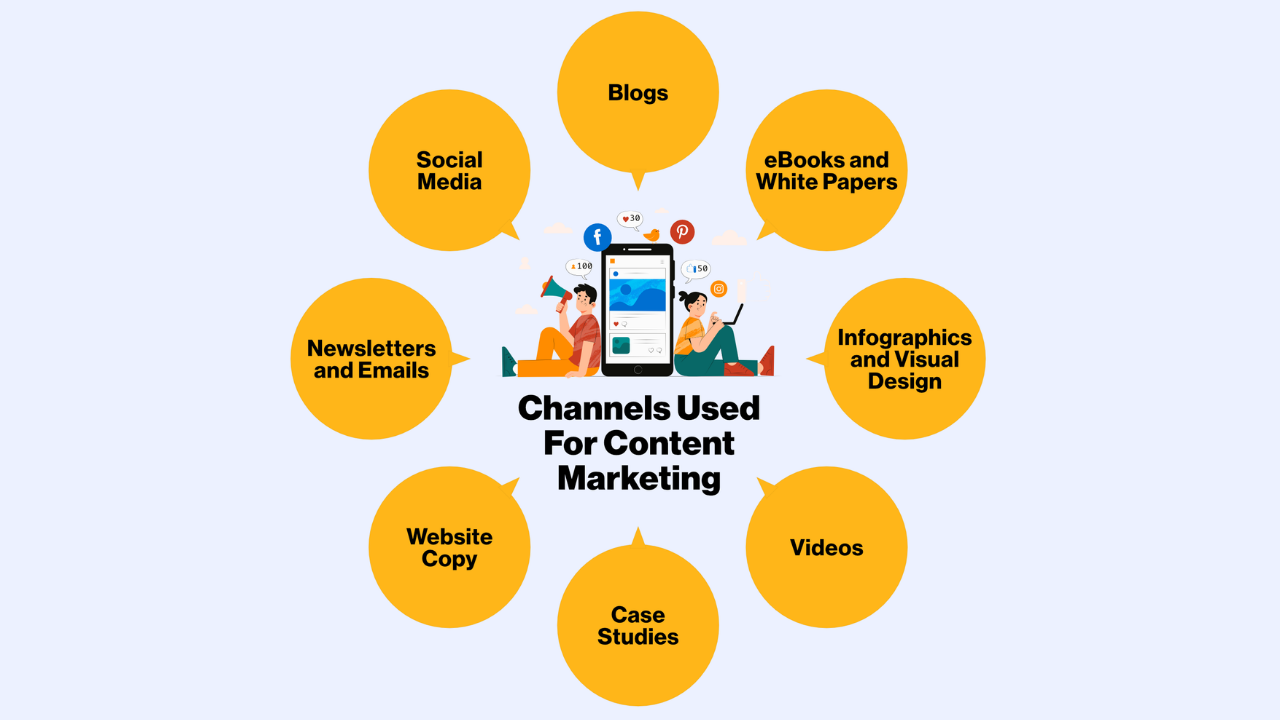 Blogs
eBooks and
White Papers
Infographics
and Visual
Design
Videos
Case
Studies
Website
Copy
Newsletters
and Emails
Social
Media
30
100
50
Channels Used
For Content
Marketing